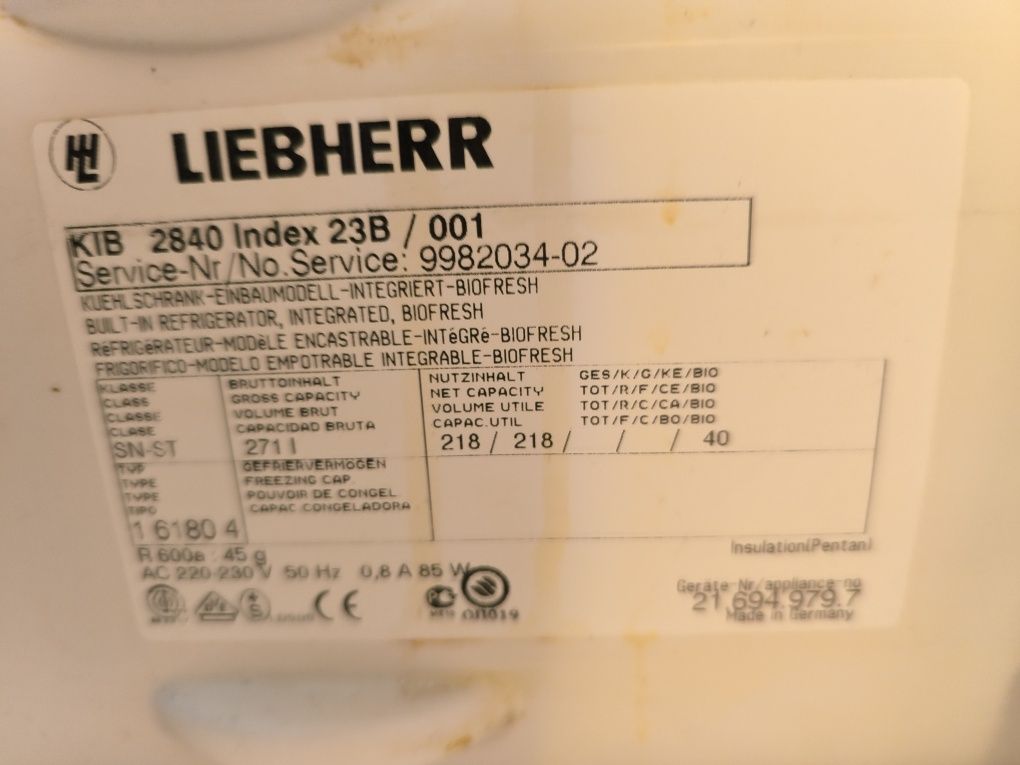 LIEBHERR
KIB 2840 Index 23B / 001
Service-Nr/No.Service: 9982034-02
KUEHLSCHRANK-EINBAUMODELL-INTEGRIERT-BIOFRESH
BUILT-IN REFRIGERATOR, INTEGRATED, BIOFRESH
RéFRIGéRATEUR-MODèLE ENCASTRABLE-INTéGRé-BIOFRESH
FRIGORIFICO-MODELO EMPOTRABLE INTEGRABLE-BIOFRESH
KLASSE BRUTTOINHALT NUTZINHALT GES/K/G/KE/BIO
CLASS GROSS CAPACITY NET CAPACITY TOT/R/F/CE/BIO
CLASSE VOLUME BRUT VOLUME UTILE TOT/R/C/CA/BIO
CLASE CAPACIDAD BRUTA CAPAC.UTIL TOT/F/C/BO/BIO
SN-ST 271 l 218 / 218 / / / 40
TYP GEFRIERVERMÖGEN
TYPE FREEZING CAP.
TYPE POUVOIR DE CONGEL
TIPO CAPAC CONGELADORA
1 6180 4
R 600a : 45 g
Insulation(Pentan)
AC 220-230 V 50 Hz 0,8 A 85 W
Geräte-Nr/appliance-no
21.694.979.7
Made in Germany
CE